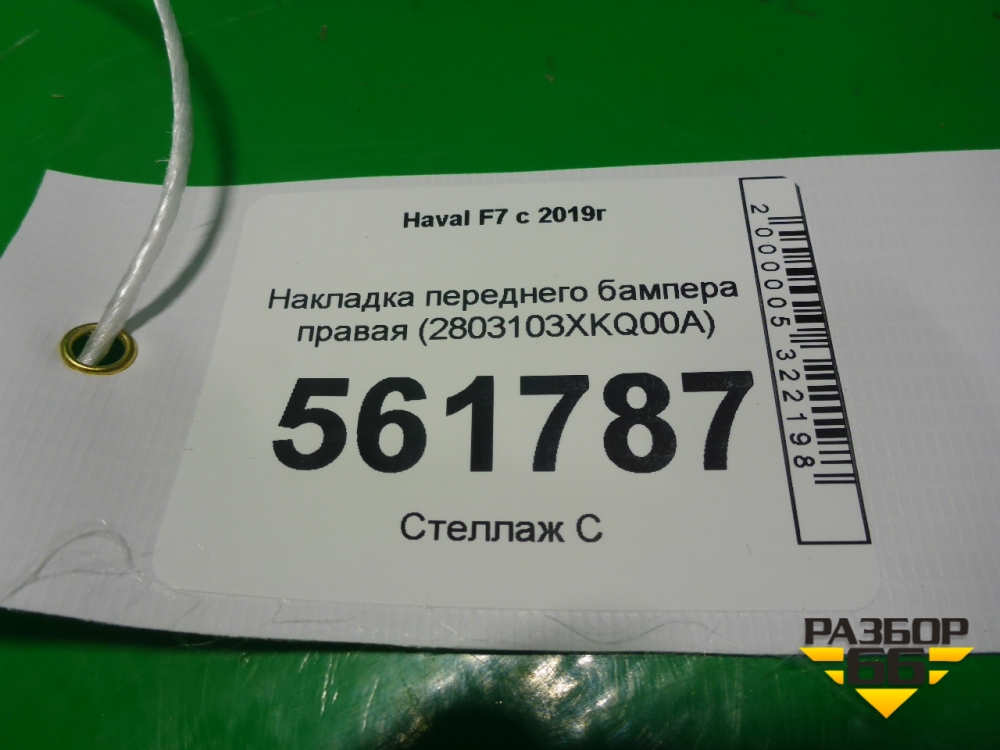 Haval F7 с 2019г
Накладка переднего бампера
правая (2803103XKQ00A)
561787
Стеллаж С
2000005322198
РАЗБОР
66